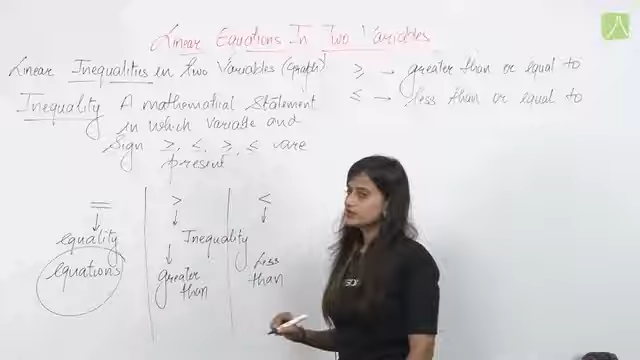 Linear Equations In Two Variables
Linear Inequalities in two Variables (Graph)
Inequality A mathematical Statement
in which variable and
Sign >, <, ≥, ≤ are
present
≥ → greater than or equal to
≤ → less than or equal to
= > <
↓ ↓ ↓
equality Inequality
equations
↓
greater
than
Less
than